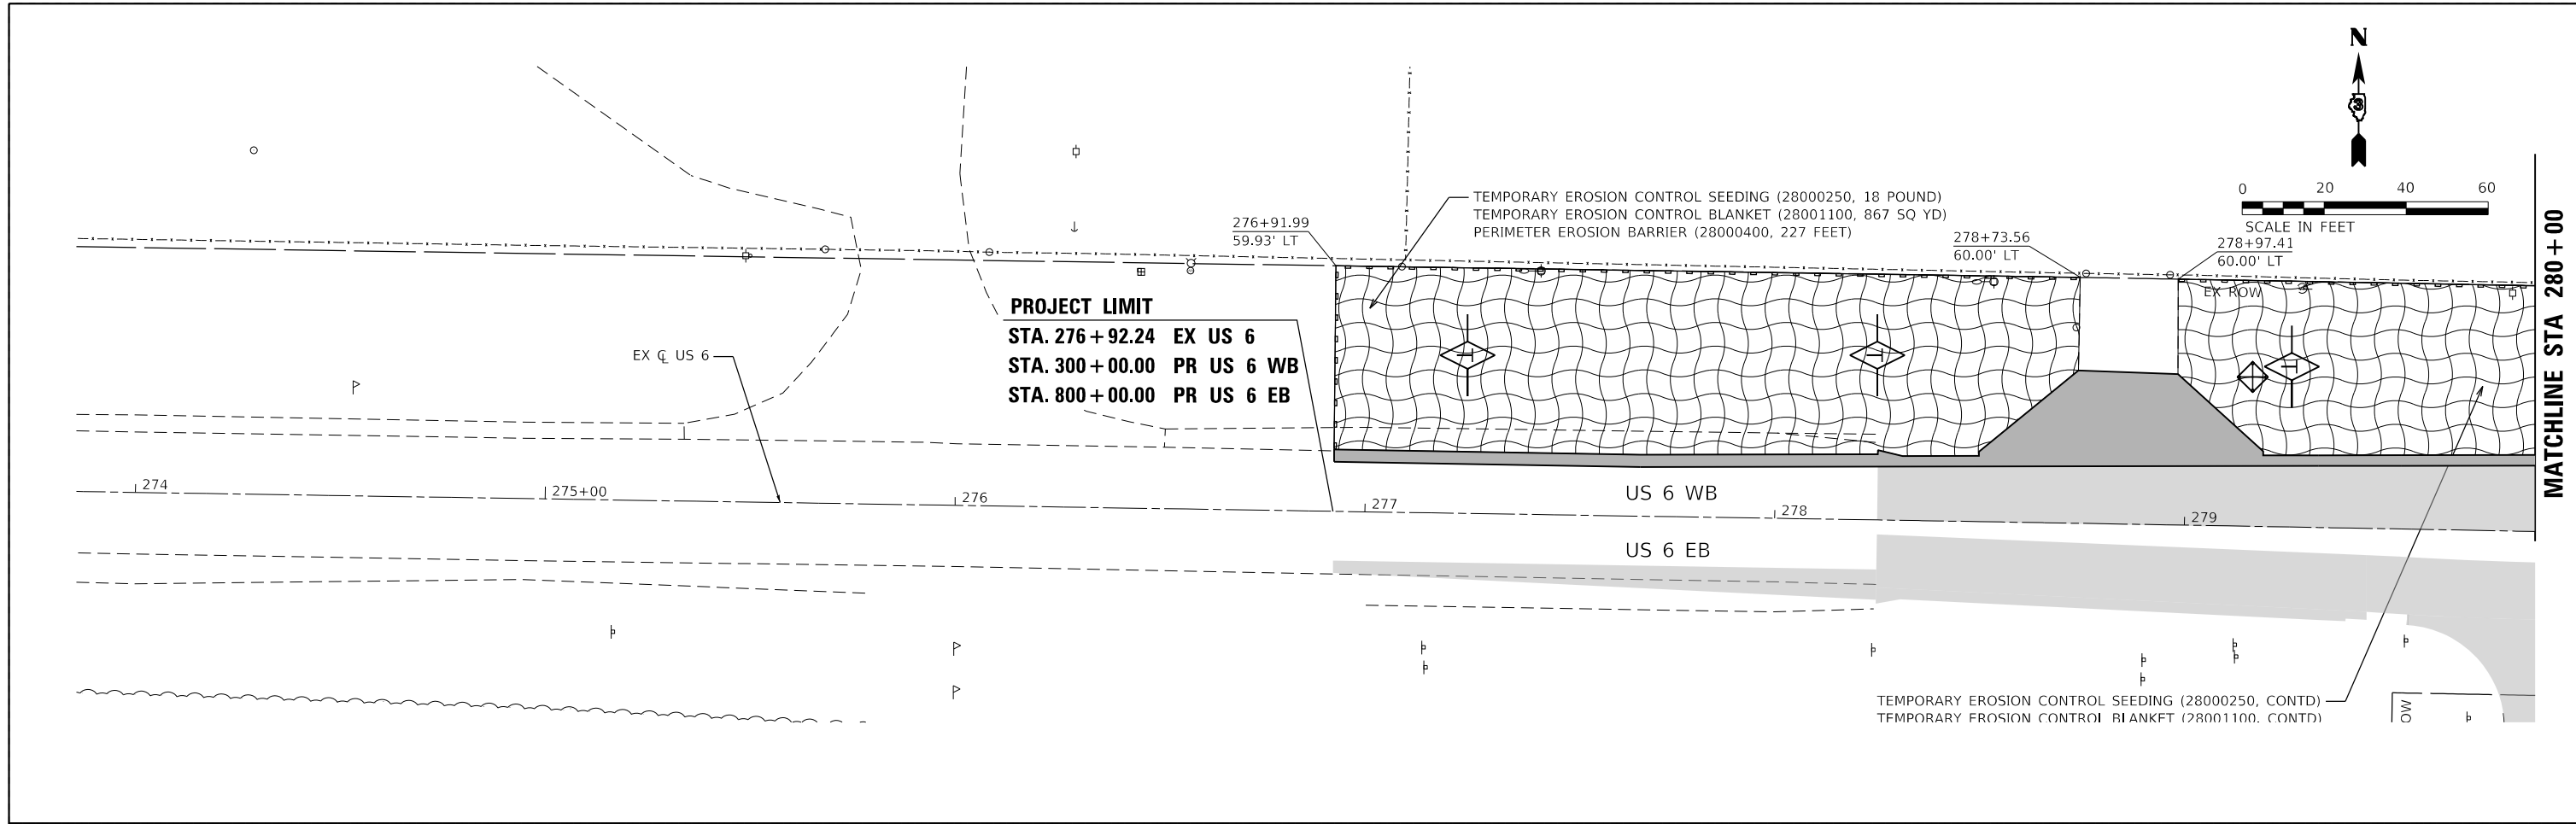 N
3
0 20 40 60
SCALE IN FEET
TEMPORARY EROSION CONTROL SEEDING (28000250, 18 POUND)
TEMPORARY EROSION CONTROL BLANKET (28001100, 867 SQ YD)
PERIMETER EROSION BARRIER (28000400, 227 FEET)
276+91.99
59.93' LT
278+73.56
60.00' LT
278+97.41
60.00' LT
MATCHLINE STA 280+00
EX ROW
PROJECT LIMIT
STA. 276+92.24 EX US 6
STA. 300+00.00 PR US 6 WB
STA. 800+00.00 PR US 6 EB
EX ℄ US 6
T
T
T
274
275+00
276
277
278
279
US 6 WB
US 6 EB
TEMPORARY EROSION CONTROL SEEDING (28000250, CONTD)
TEMPORARY EROSION CONTROL BLANKET (28001100, CONTD)
OW